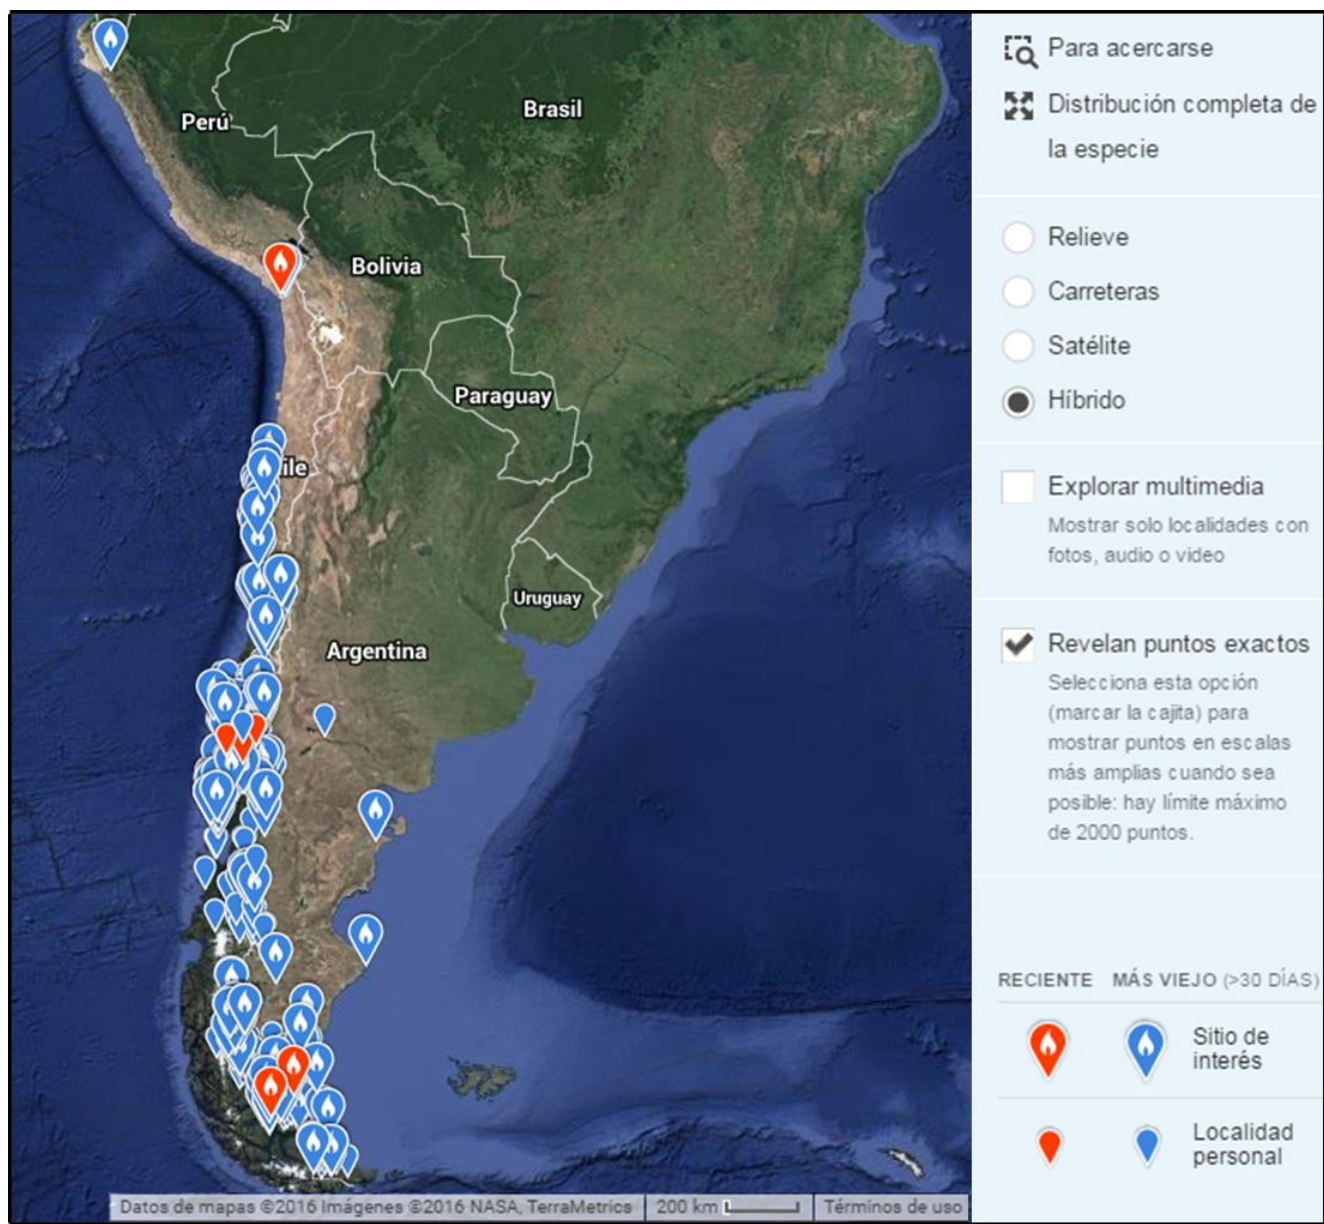 Perú
Brasil
Bolivia
Paraguay
ile
Uruguay
Argentina
Datos de mapas ©2016 Imágenes ©2016 NASA, TerraMetrics
200 km
Términos de uso
Para acercarse
Distribución completa de
la especie
Relieve
Carreteras
Satélite
Híbrido
Explorar multimedia
Mostrar solo localidades con
fotos, audio o video
Revelan puntos exactos
Selecciona esta opción
(marcar la cajita) para
mostrar puntos en escalas
más amplias cuando sea
posible: hay límite máximo
de 2000 puntos.
RECIENTE MÁS VIEJO (>30 DÍAS)
Sitio de
interés
Localidad
personal